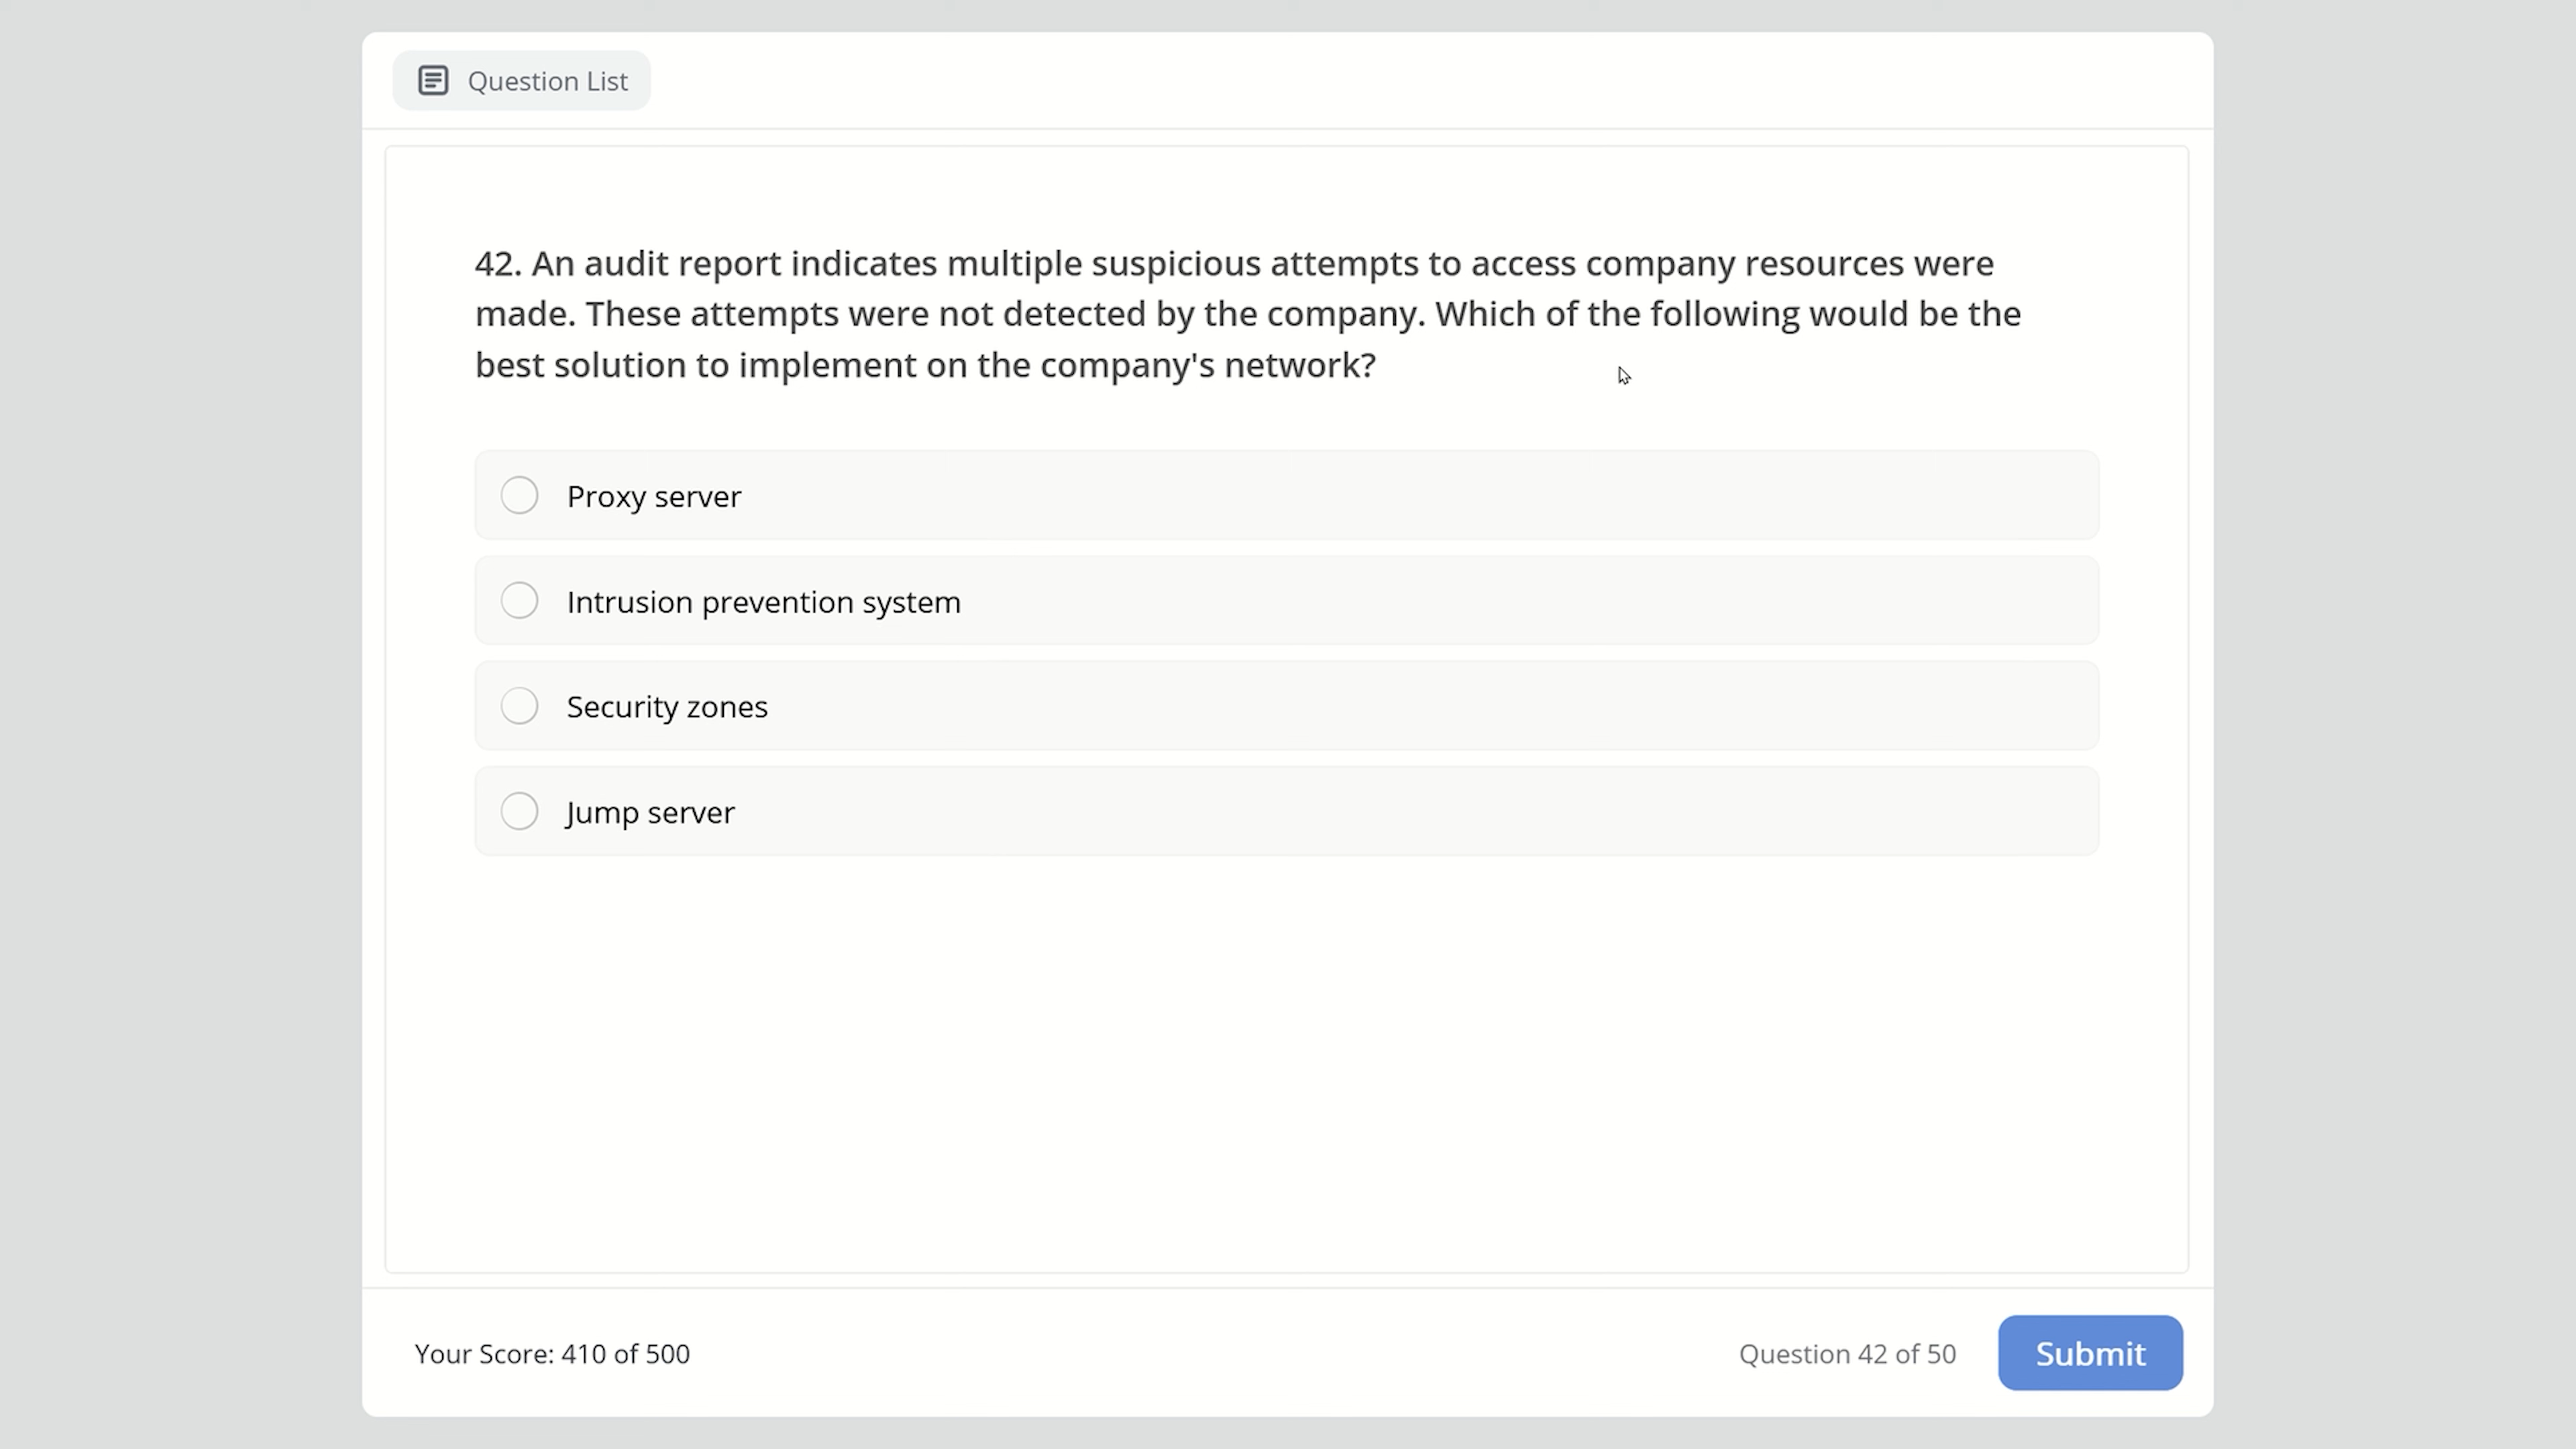 Question List
42. An audit report indicates multiple suspicious attempts to access company resources were
made. These attempts were not detected by the company. Which of the following would be the
best solution to implement on the company's network?
Proxy server
Intrusion prevention system
Security zones
Jump server
Your Score: 410 of 500
Question 42 of 50
Submit